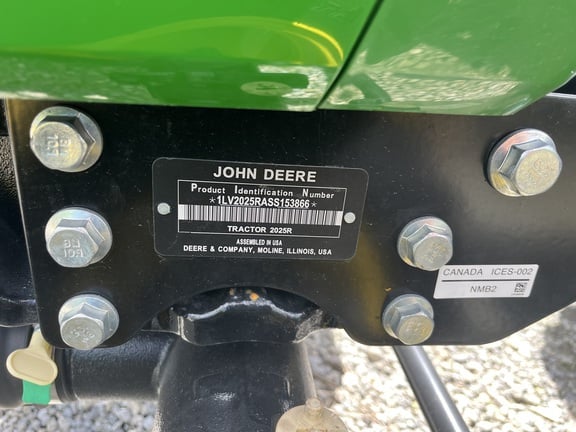 JOHN DEERE
Product Identification Number
*1LV2025RASS153866*
TRACTOR 2025R
ASSEMBLED IN USA
DEERE & COMPANY, MOLINE, ILLINOIS, USA
CANADA ICES-002
NMB2